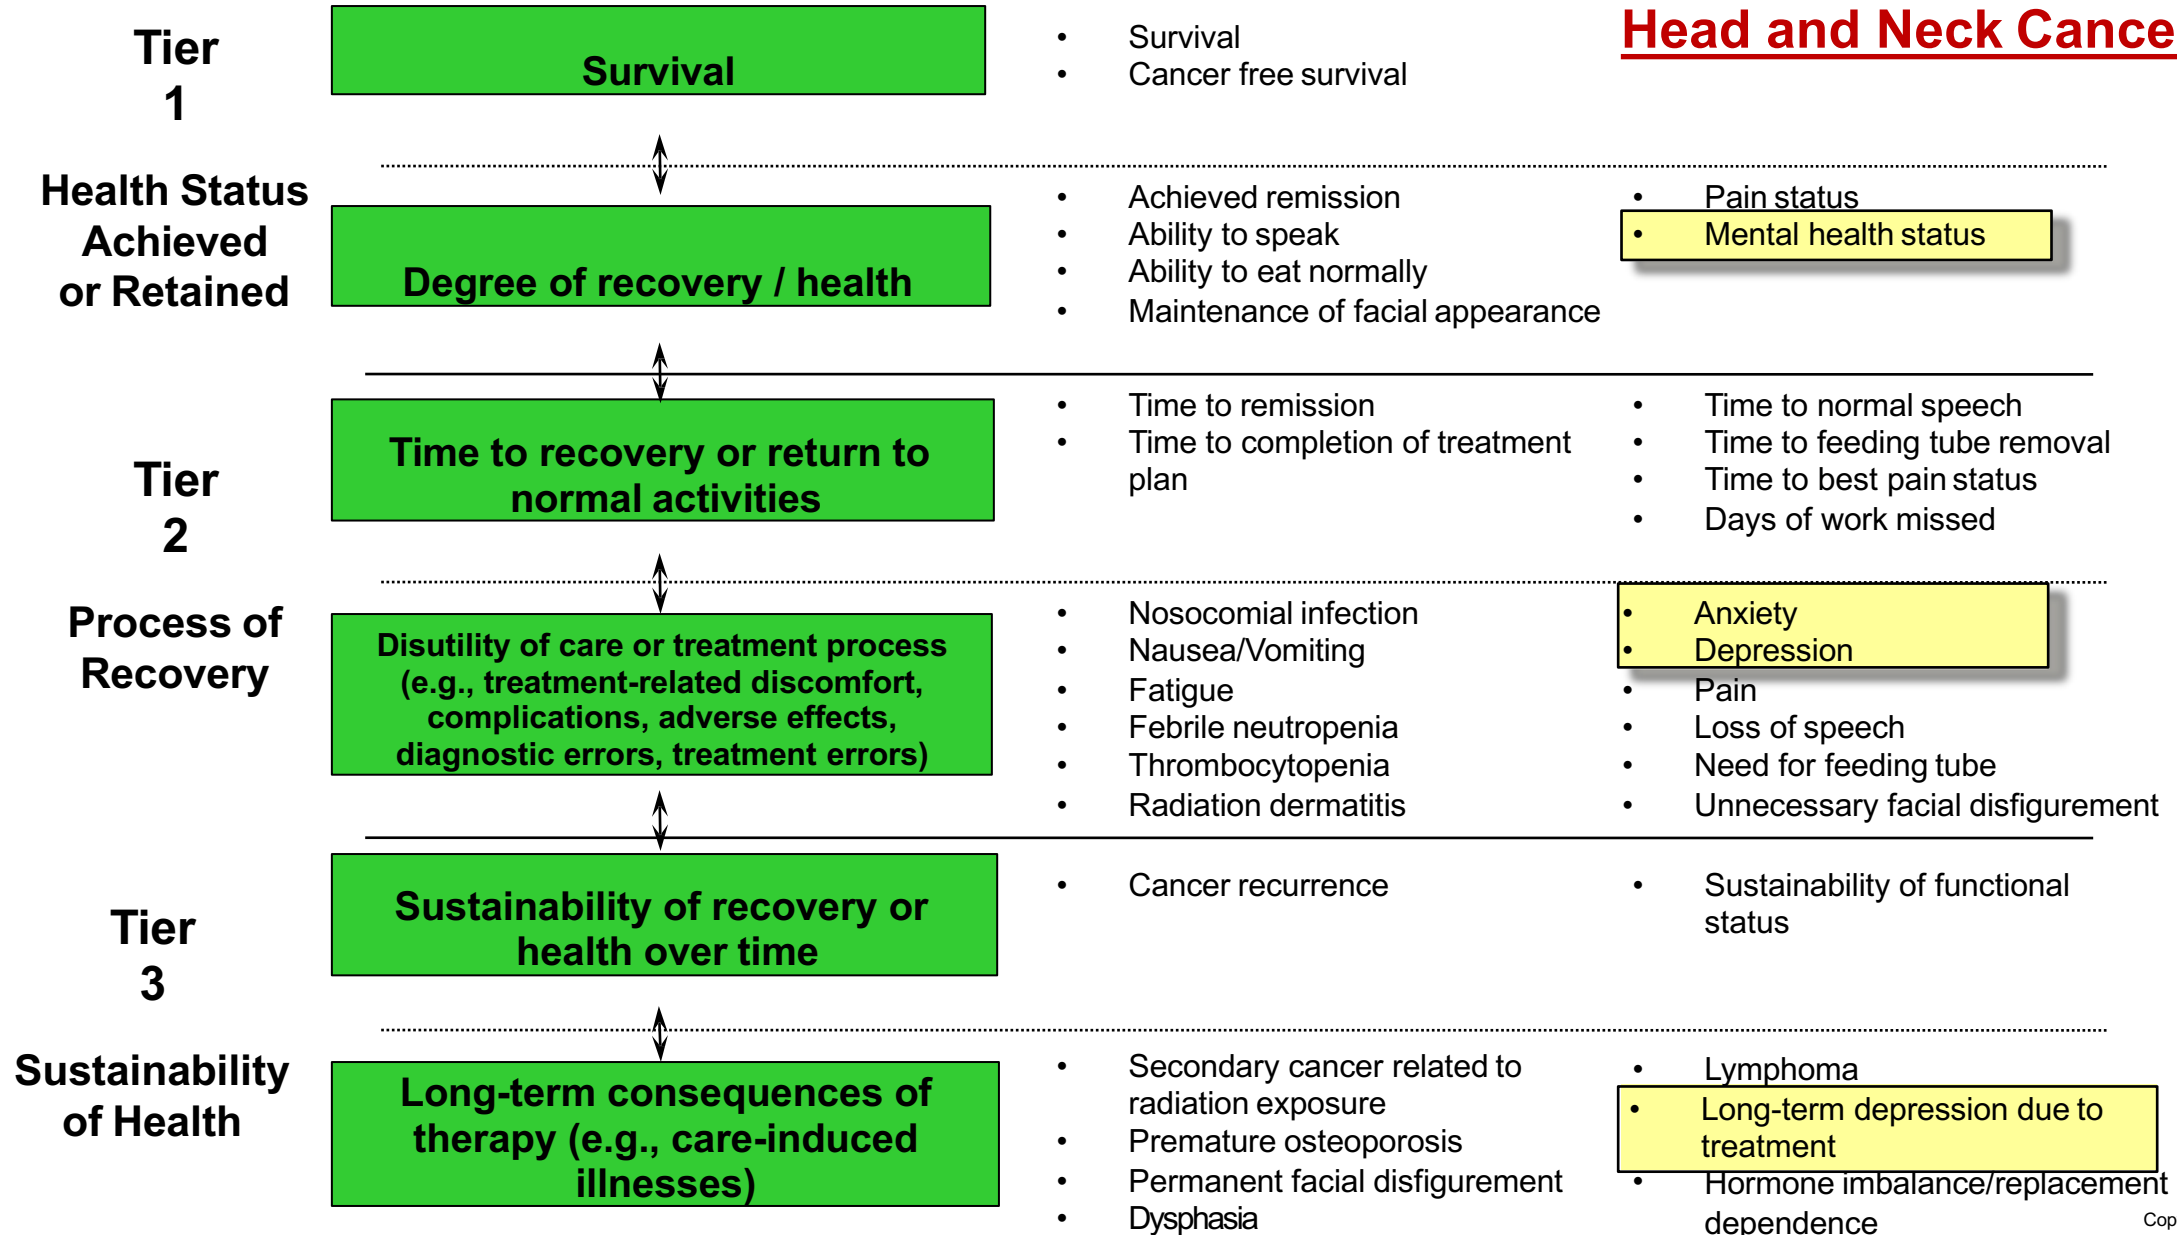 Head and Neck Cance
Tier
1
Survival
• Survival
• Cancer free survival
Health Status
Achieved
or Retained
Degree of recovery / health
• Achieved remission
• Ability to speak
• Ability to eat normally
• Maintenance of facial appearance
• Pain status
• Mental health status
Tier
2
Time to recovery or return to
normal activities
• Time to remission
• Time to completion of treatment
plan
• Time to normal speech
• Time to feeding tube removal
• Time to best pain status
• Days of work missed
Process of
Recovery
Disutility of care or treatment process
(e.g., treatment-related discomfort,
complications, adverse effects,
diagnostic errors, treatment errors)
• Nosocomial infection
• Nausea/Vomiting
• Fatigue
• Febrile neutropenia
• Thrombocytopenia
• Radiation dermatitis
• Anxiety
• Depression
• Pain
• Loss of speech
• Need for feeding tube
• Unnecessary facial disfigurement
Tier
3
Sustainability of recovery or
health over time
• Cancer recurrence
• Sustainability of functional
status
Sustainability
of Health
Long-term consequences of
therapy (e.g., care-induced
illnesses)
• Secondary cancer related to
radiation exposure
• Premature osteoporosis
• Permanent facial disfigurement
• Dysphasia
• Lymphoma
• Long-term depression due to
treatment
• Hormone imbalance/replacement
dependence
Cop